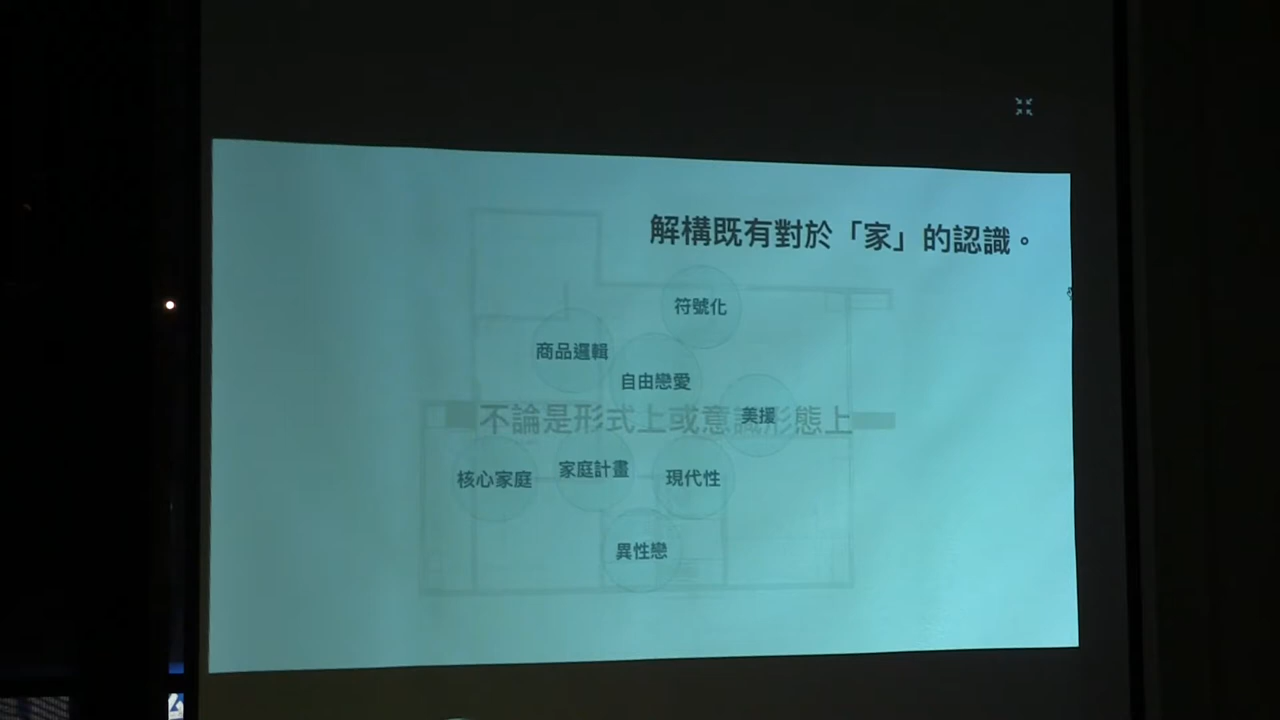 解構既有對於「家」的認識。
符號化
商品邏輯
自由戀愛
美援
不論是形式上或意識形態上
核心家庭
家庭計畫
現代性
異性戀